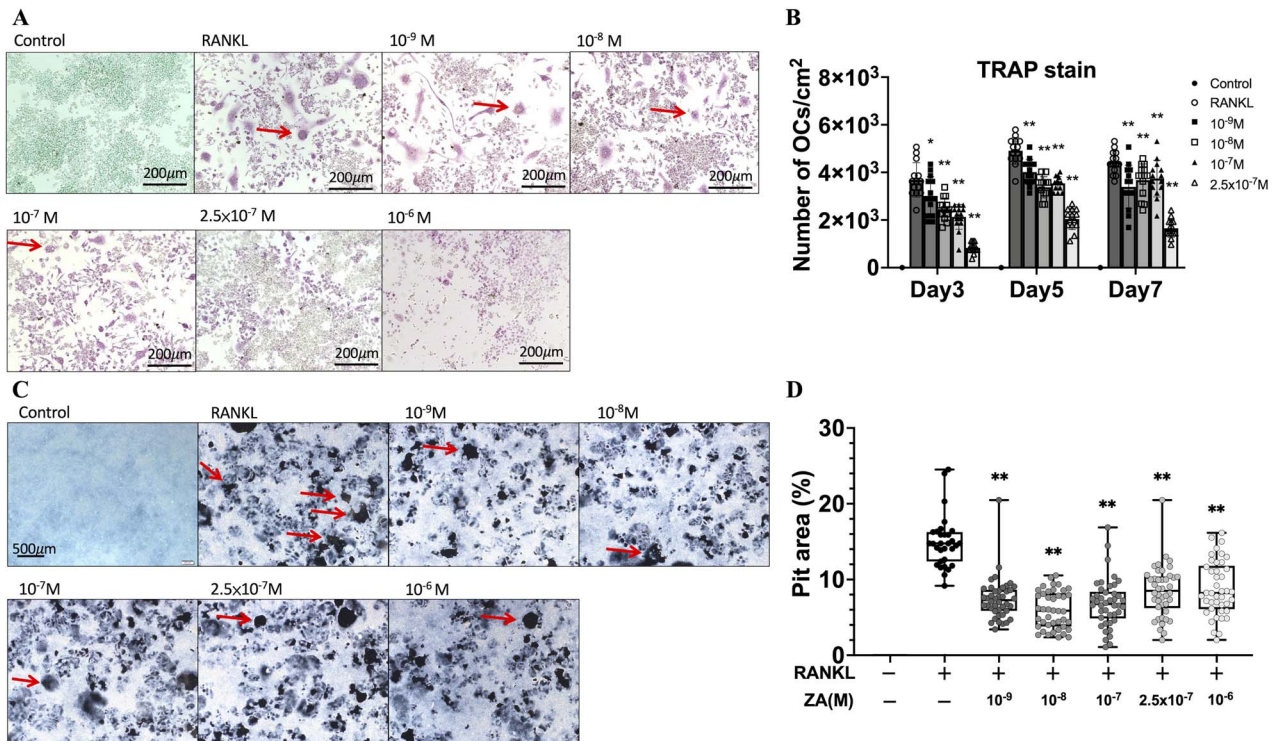 A
Control
RANKL
10-9 M
10-8 M
200μm
200μm
200μm
200μm
10-7 M
2.5x10-7 M
10-6 M
200μm
200μm
200μm
B
TRAP stain
Number of OCs/cm2
8×10³
6×10³
4×10³
2×10³
0
* ** ** **
** ** ** **
** ** ** **
Day3
Day5
Day7
Control
RANKL
10-9M
10-8M
10-7M
2.5x10-7M
C
Control
RANKL
10-9M
10-8M
500μm
10-7M
2.5x10-7M
10-6 M
D
Pit area (%)
30
20
10
0
** ** ** ** **
RANKL − + + + + + +
ZA(M) − − 10-9 10-8 10-7 2.5x10-7 10-6